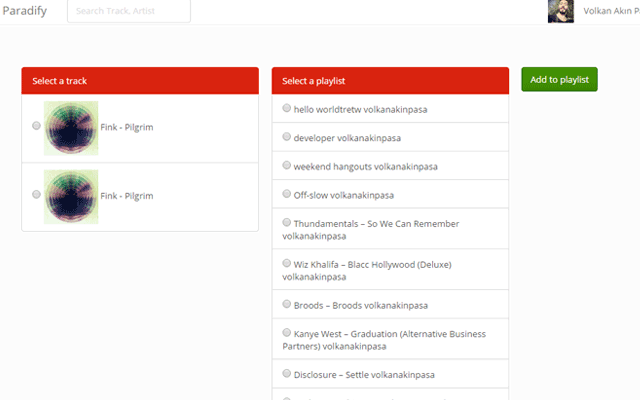 Paradify
Search Track, Artist
Volkan Akın P
Select a track
Fink - Pilgrim
Fink - Pilgrim
Select a playlist
hello worldtretw volkanakinpasa
developer volkanakinpasa
weekend hangouts volkanakinpasa
Off-slow volkanakinpasa
Thundamentals – So We Can Remember
volkanakinpasa
Wiz Khalifa – Blacc Hollywood (Deluxe)
volkanakinpasa
Broods – Broods volkanakinpasa
Kanye West – Graduation (Alternative Business
Partners) volkanakinpasa
Disclosure – Settle volkanakinpasa
Add to playlist